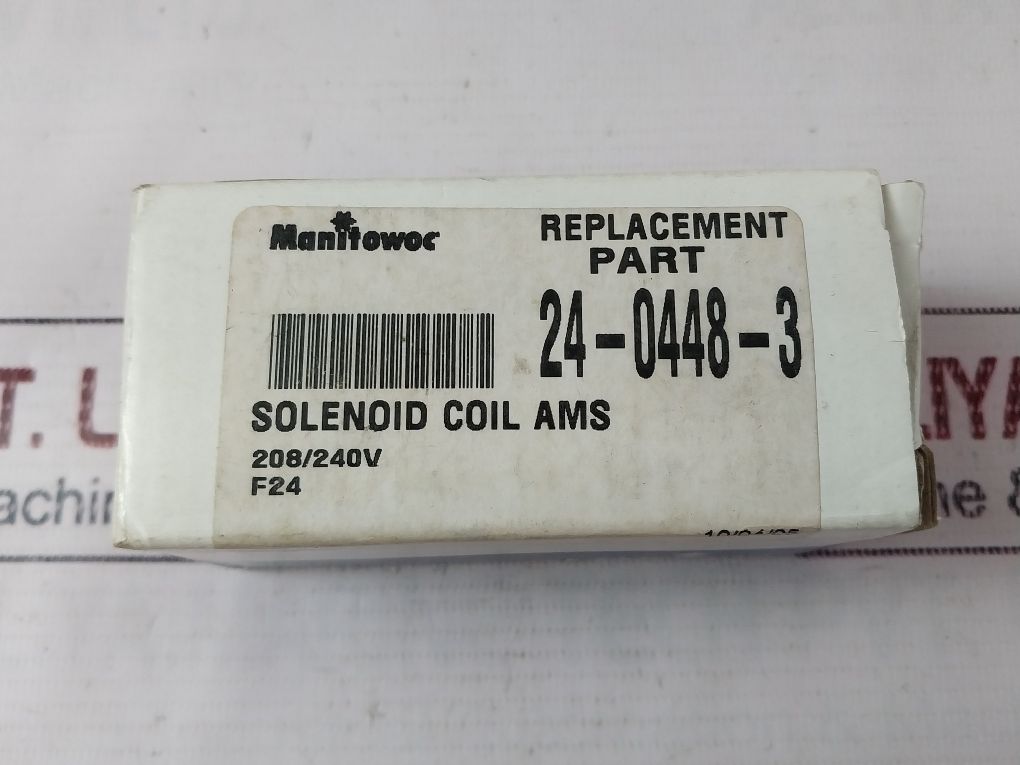 Manitowoc
REPLACEMENT
PART
24-0448-3
SOLENOID COIL AMS
208/240V
F24